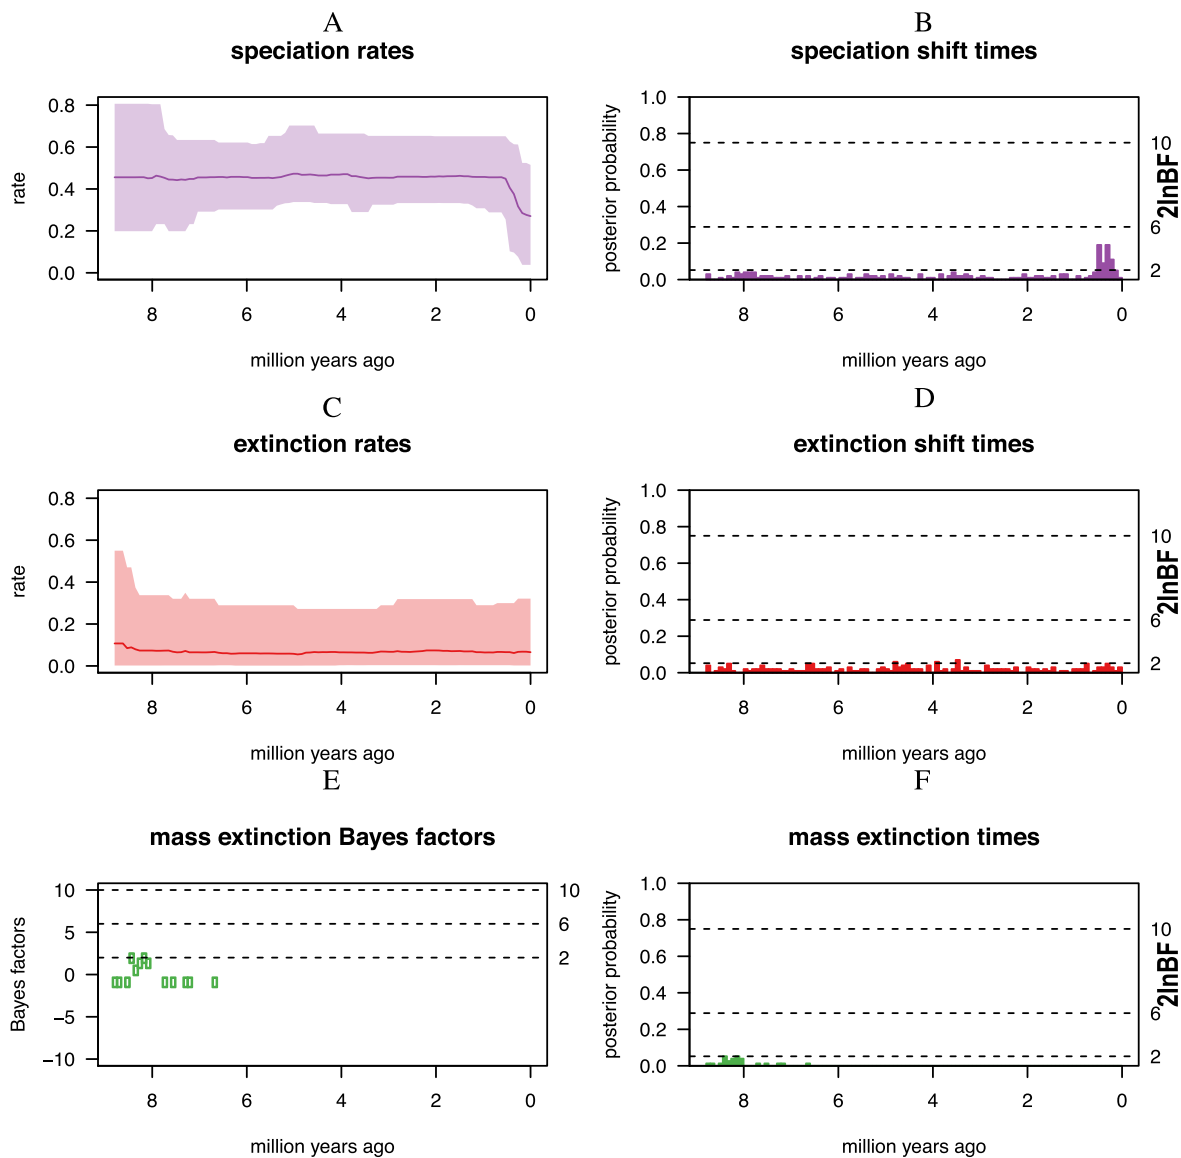 A
speciation rates
rate
0.8
0.6
0.4
0.2
0.0
8 6 4 2 0
million years ago
B
speciation shift times
posterior probability
1.0
0.8
0.6
0.4
0.2
0.0
10
6
2
2lnBF
8 6 4 2 0
million years ago
C
extinction rates
rate
0.8
0.6
0.4
0.2
0.0
8 6 4 2 0
million years ago
D
extinction shift times
posterior probability
1.0
0.8
0.6
0.4
0.2
0.0
10
6
2
2lnBF
8 6 4 2 0
million years ago
E
mass extinction Bayes factors
Bayes factors
10
5
0
−5
−10
10
6
2
8 6 4 2 0
million years ago
F
mass extinction times
posterior probability
1.0
0.8
0.6
0.4
0.2
0.0
10
6
2
2lnBF
8 6 4 2 0
million years ago